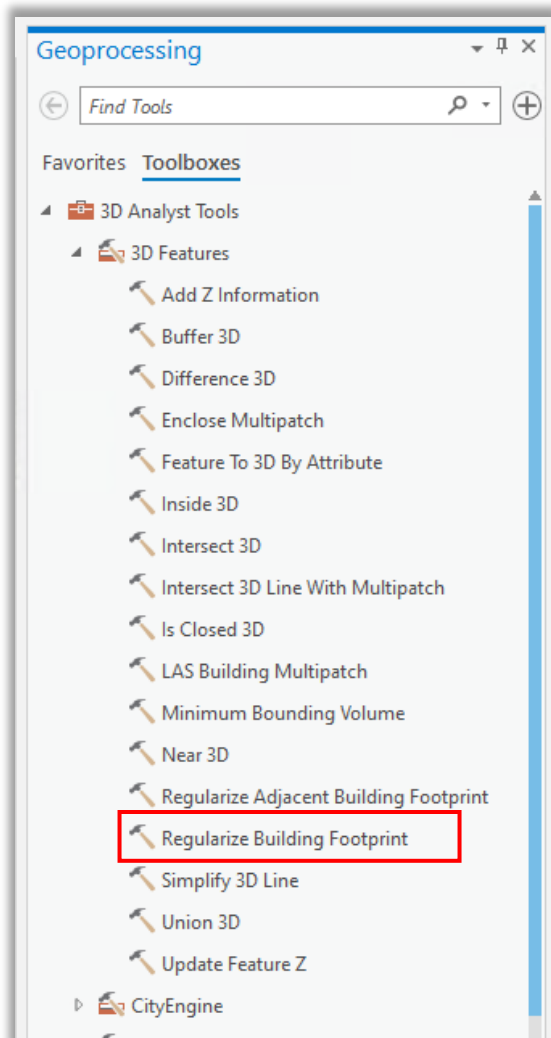 Geoprocessing
Find Tools
Favorites Toolboxes
3D Analyst Tools
3D Features
Add Z Information
Buffer 3D
Difference 3D
Enclose Multipatch
Feature To 3D By Attribute
Inside 3D
Intersect 3D
Intersect 3D Line With Multipatch
Is Closed 3D
LAS Building Multipatch
Minimum Bounding Volume
Near 3D
Regularize Adjacent Building Footprint
Regularize Building Footprint
Simplify 3D Line
Union 3D
Update Feature Z
CityEngine